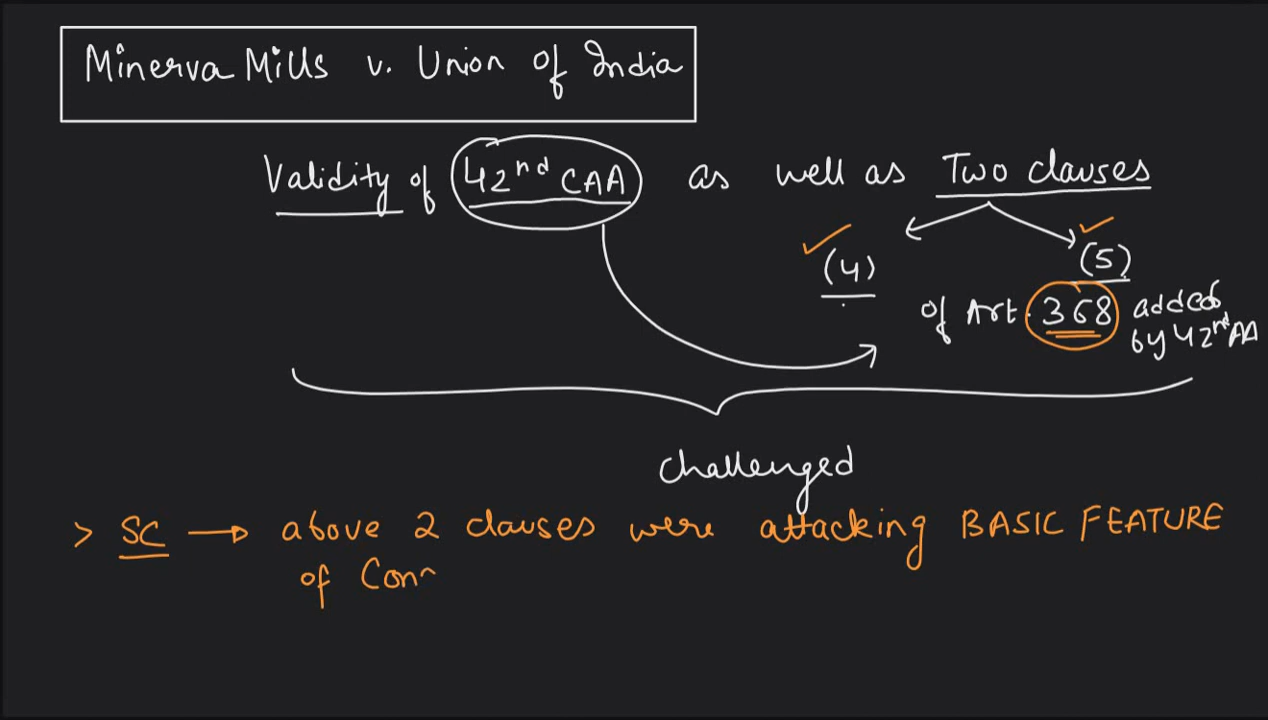 Minerva Mills v. Union of India
Validity of 42nd CAA as well as Two clauses
(4) (5)
of Art. 368 added
by 42nd AA
Challenged
> SC → above 2 clauses were attacking BASIC FEATURE
of Con